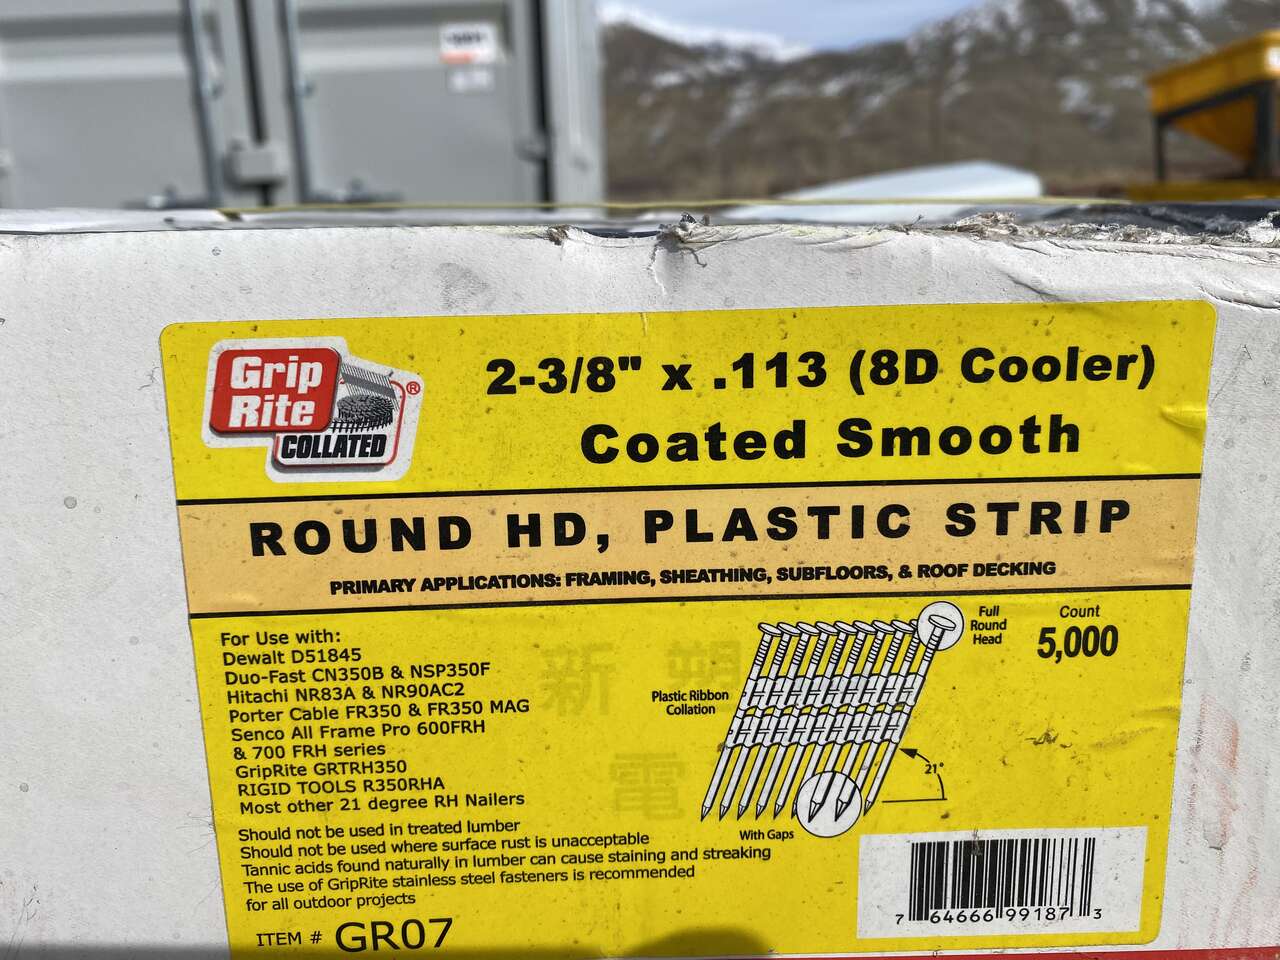 Grip
Rite
COLLATED
®
2-3/8" x .113 (8D Cooler)
Coated Smooth
ROUND HD, PLASTIC STRIP
PRIMARY APPLICATIONS: FRAMING, SHEATHING, SUBFLOORS, & ROOF DECKING
For Use with:
Dewalt D51845
Duo-Fast CN350B & NSP350F
Hitachi NR83A & NR90AC2
Porter Cable FR350 & FR350 MAG
Senco All Frame Pro 600FRH
& 700 FRH series
GripRite GRTRH350
RIGID TOOLS R350RHA
Most other 21 degree RH Nailers
Should not be used in treated lumber
Should not be used where surface rust is unacceptable
Tannic acids found naturally in lumber can cause staining and streaking
The use of GripRite stainless steel fasteners is recommended
for all outdoor projects
ITEM # GR07
新 塑
電
Plastic Ribbon
Collation
Full
Round
Head
Count
5,000
21°
With Gaps
7 64666 99187 3